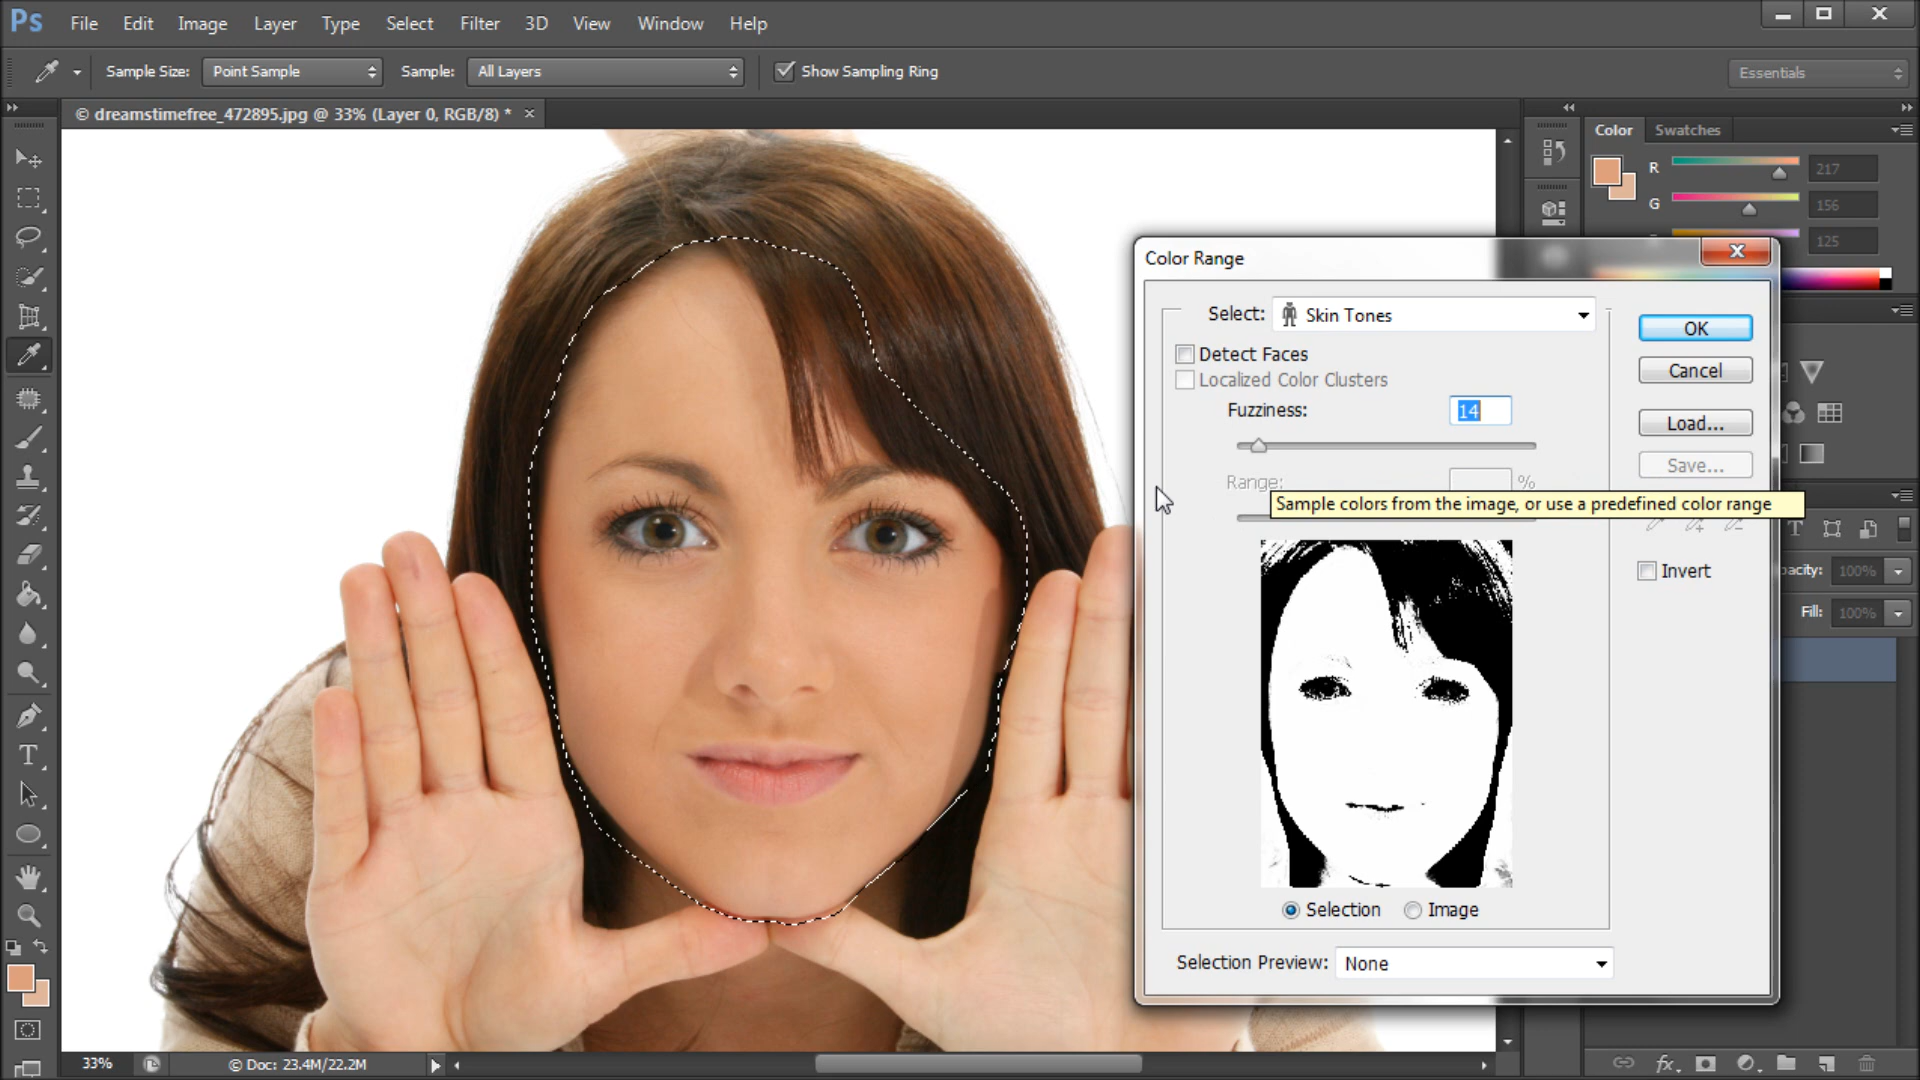 Ps File Edit Image Layer Type Select Filter 3D View Window Help
Sample Size: Point Sample Sample: All Layers Show Sampling Ring Essentials
© dreamstimefree_472895.jpg @ 33% (Layer 0, RGB/8) * ×
Color Swatches
R 217
G 156
125
Color Range
Select: Skin Tones
OK
Detect Faces
Cancel
Localized Color Clusters
Fuzziness: 14
Load...
Save...
Range: %
Sample colors from the image, or use a predefined color range
Invert
pacity: 100%
Fill: 100%
Selection Image
Selection Preview: None
T
33% © Doc: 23.4M/22.2M
fx